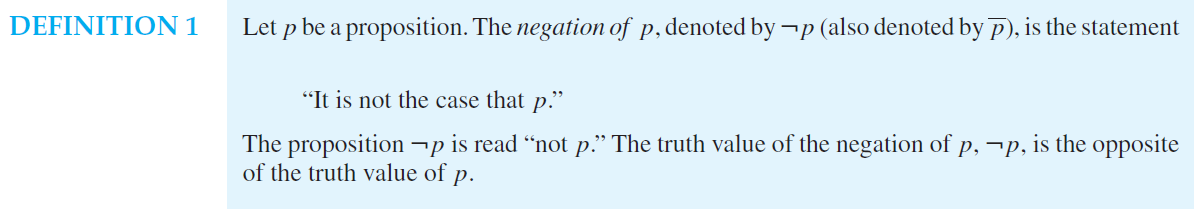 DEFINITION 1 Let p be a proposition. The negation of p, denoted by ¬p (also denoted by p̅), is the statement
“It is not the case that p.”
The proposition ¬p is read “not p.” The truth value of the negation of p, ¬p, is the opposite
of the truth value of p.